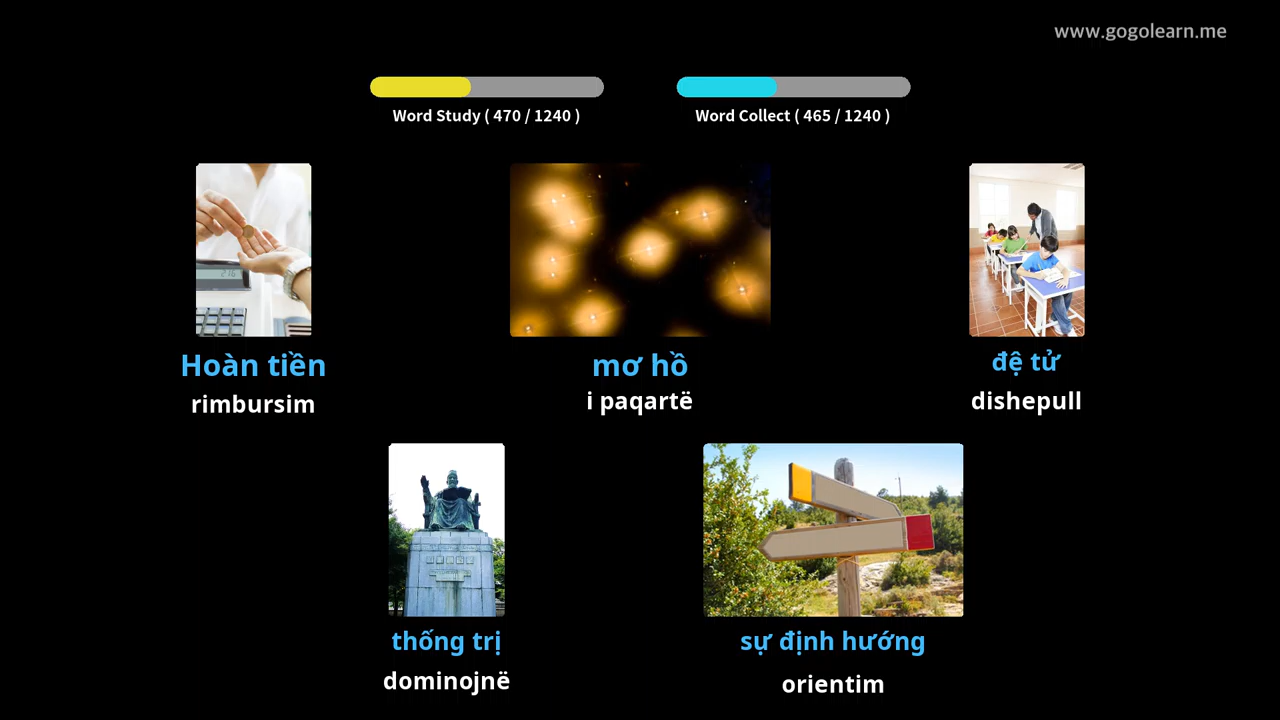 www.gogolearn.me
Word Study ( 470 / 1240 )
Word Collect ( 465 / 1240 )
Hoàn tiền
rimbursim
mơ hồ
i paqartë
đệ tử
dishepull
thống trị
dominojnë
sự định hướng
orientim